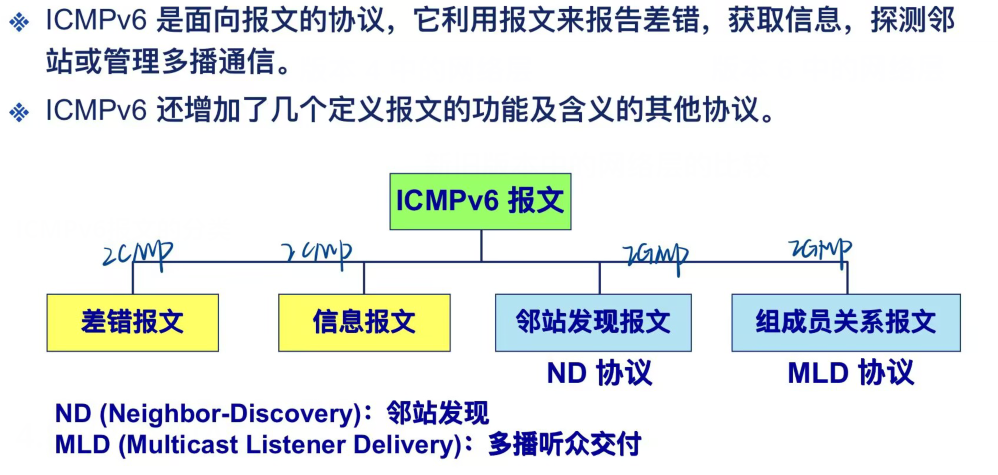 ICMPv6 是面向报文的协议，它利用报文来报告差错，获取信息，探测邻
站或管理多播通信。
ICMPv6 还增加了几个定义报文的功能及含义的其他协议。
ICMPv6 报文
2CMP 2CMP 2GMP 2GMP
差错报文 信息报文 邻站发现报文 组成员关系报文
ND 协议 MLD 协议
ND (Neighbor-Discovery)：邻站发现
MLD (Multicast Listener Delivery)：多播听众交付